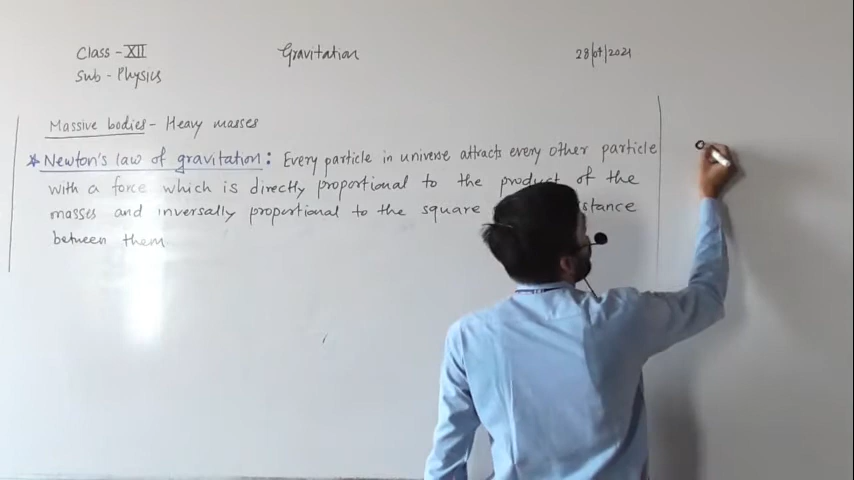 Class - XII
Gravitation
28/07/2021
Sub - Physics
Massive bodies - Heavy masses
* Newton's law of gravitation : Every particle in universe attracts every other particle
with a force which is directly proportional to the product of the
masses and inversally proportional to the square
between them